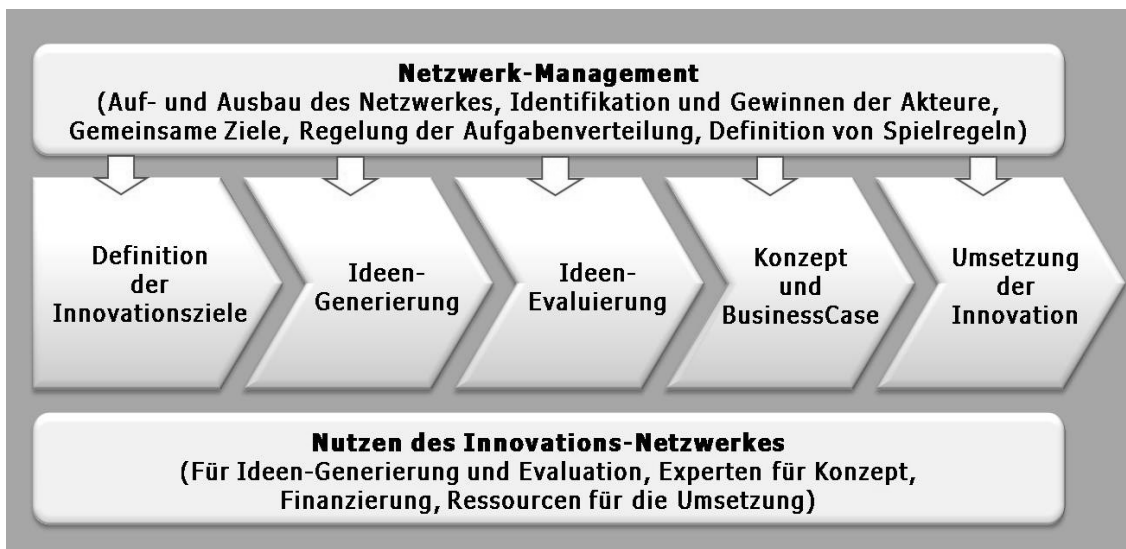 Netzwerk-Management
(Auf- und Ausbau des Netzwerkes, Identifikation und Gewinnen der Akteure,
Gemeinsame Ziele, Regelung der Aufgabenverteilung, Definition von Spielregeln)
Definition
der
Innovationsziele
Ideen-
Generierung
Ideen-
Evaluierung
Konzept
und
BusinessCase
Umsetzung
der
Innovation
Nutzen des Innovations-Netzwerkes
(Für Ideen-Generierung und Evaluation, Experten für Konzept,
Finanzierung, Ressourcen für die Umsetzung)